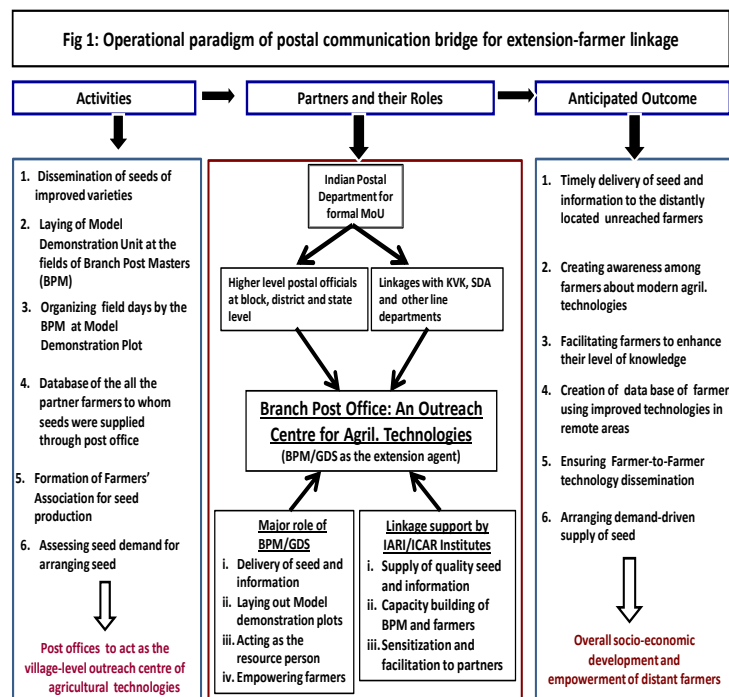 Fig 1: Operational paradigm of postal communication bridge for extension-farmer linkage
Activities
Partners and their Roles
Anticipated Outcome
1. Dissemination of seeds of
improved varieties
2. Laying of Model
Demonstration Unit at the
fields of Branch Post Masters
(BPM)
3. Organizing field days by the
BPM at Model
Demonstration Plot
4. Database of the all the
partner farmers to whom
seeds were supplied
through post office
5. Formation of Farmers'
Association for seed
production
6. Assessing seed demand for
arranging seed
Post offices to act as the
village-level outreach centre of
agricultural technologies
Indian Postal
Department for
formal MoU
Higher level postal officials
at block, district and state
level
Linkages with KVK, SDA
and other line
departments
Branch Post Office: An Outreach
Centre for Agril. Technologies
(BPM/GDS as the extension agent)
Major role of
BPM/GDS
i. Delivery of seed and
information
ii. Laying out Model
demonstration plots
iii. Acting as the
resource person
iv. Empowering farmers
Linkage support by
IARI/ICAR Institutes
i. Supply of quality seed
and information
ii. Capacity building of
BPM and farmers
iii. Sensitization and
facilitation to partners
1. Timely delivery of seed and
information to the distantly
located unreached farmers
2. Creating awareness among
farmers about modern agril.
technologies
3. Facilitating farmers to enhance
their level of knowledge
4. Creation of data base of farmer
using improved technologies in
remote areas
5. Ensuring Farmer-to-Farmer
technology dissemination
6. Arranging demand-driven
supply of seed
Overall socio-economic
development and
empowerment of distant farmers